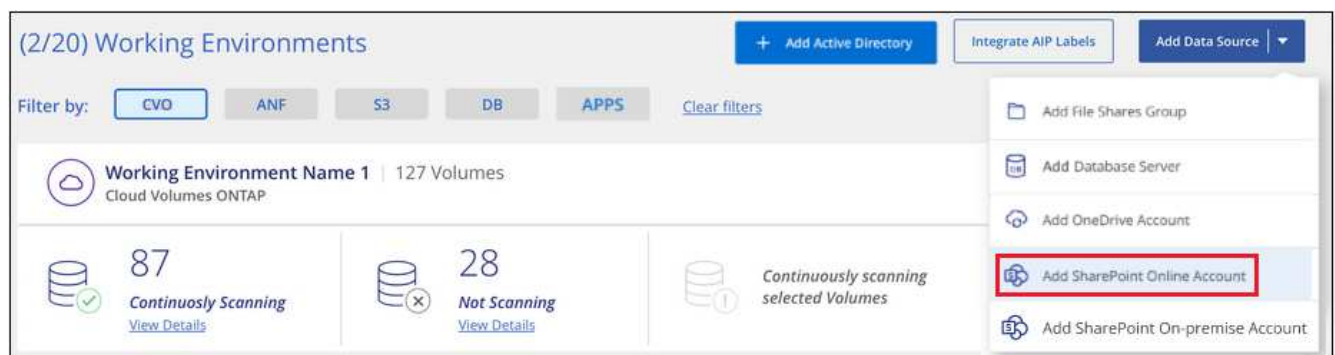 (2/20) Working Environments
+ Add Active Directory
Integrate AIP Labels
Add Data Source
Filter by:
CVO
ANF
S3
DB
APPS
Clear filters
Add File Shares Group
Working Environment Name 1 | 127 Volumes
Cloud Volumes ONTAP
DB
Add Database Server
Add OneDrive Account
87
Continuosly Scanning
View Details
28
Not Scanning
View Details
Continuously scanning
selected Volumes
S
Add SharePoint Online Account
S
Add SharePoint On-premise Account